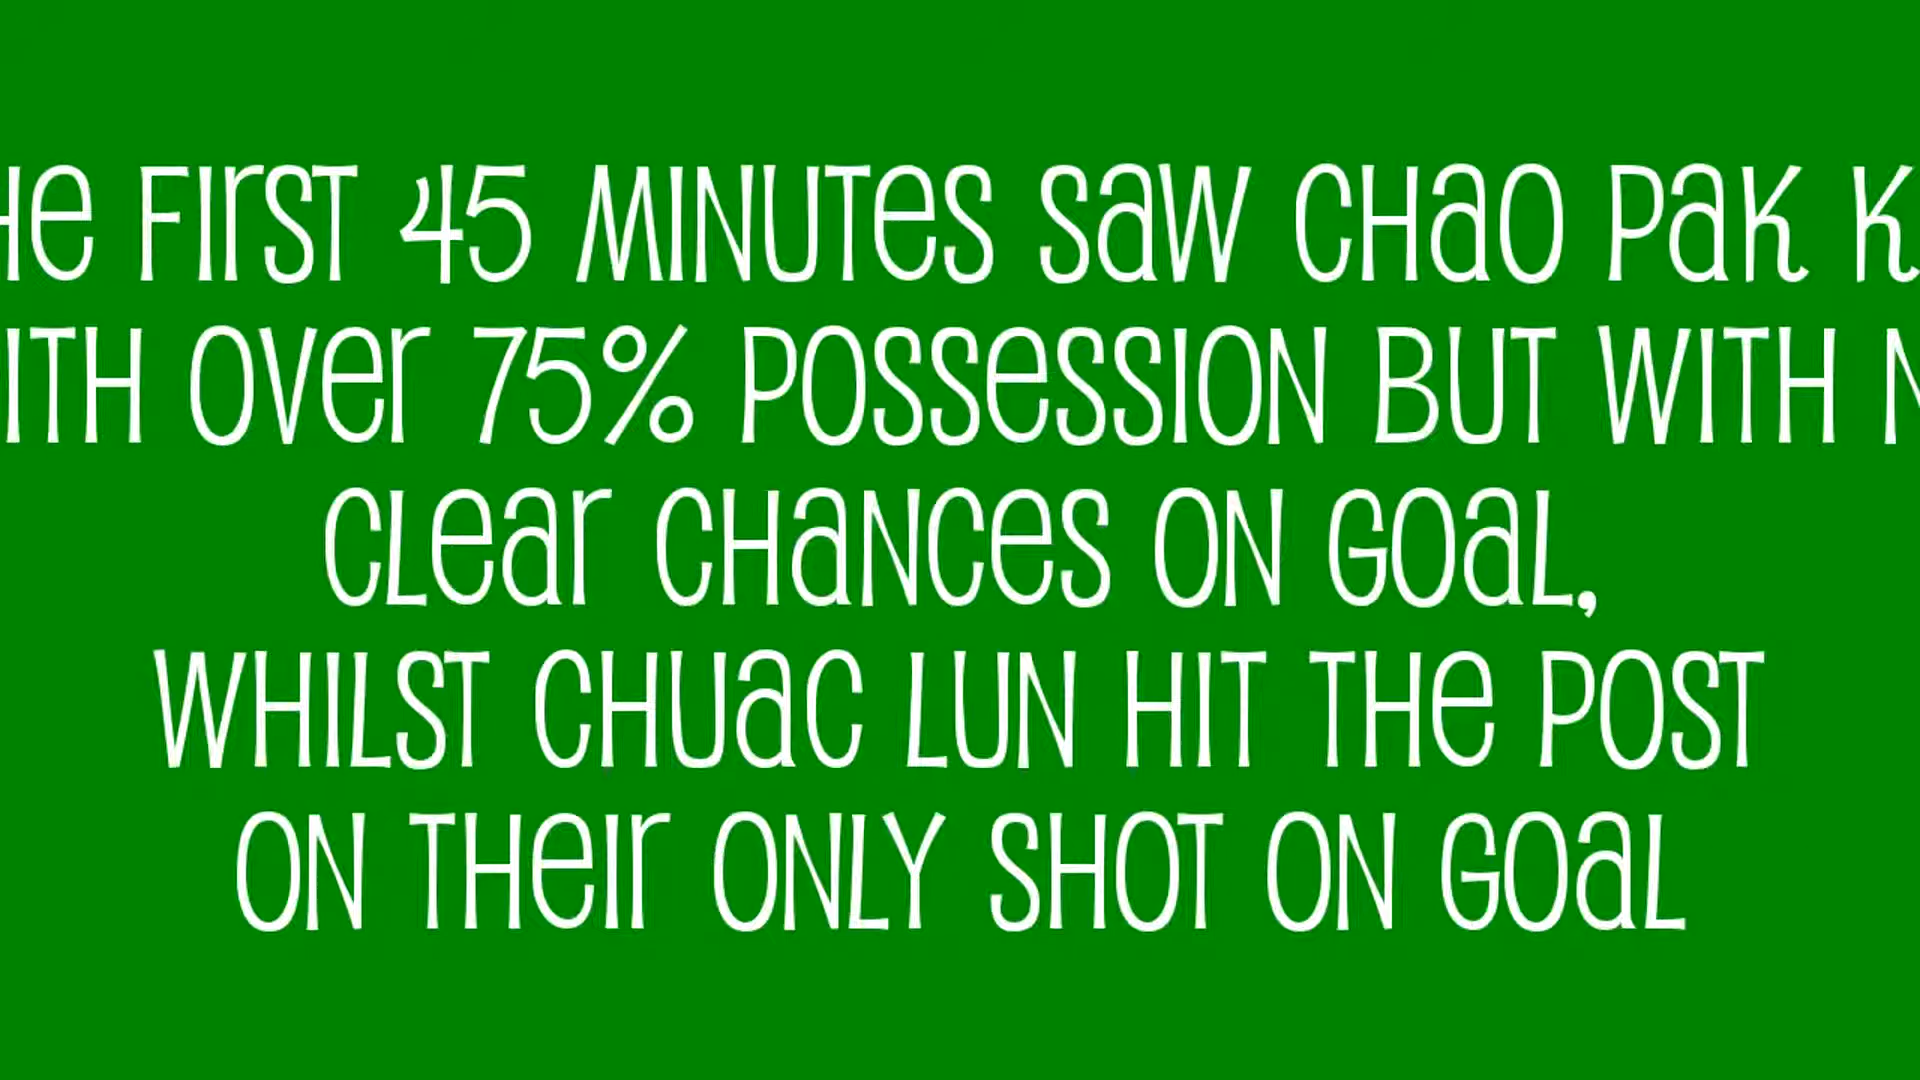 HE FIRST 45 MINUTES SAW CHAO PAK K
ITH OVER 75% POSSESSION BUT WITH N
CLEAR CHANCES ON GOAL,
WHILST CHUAC LUN HIT THE POST
ON THEIR ONLY SHOT ON GOAL